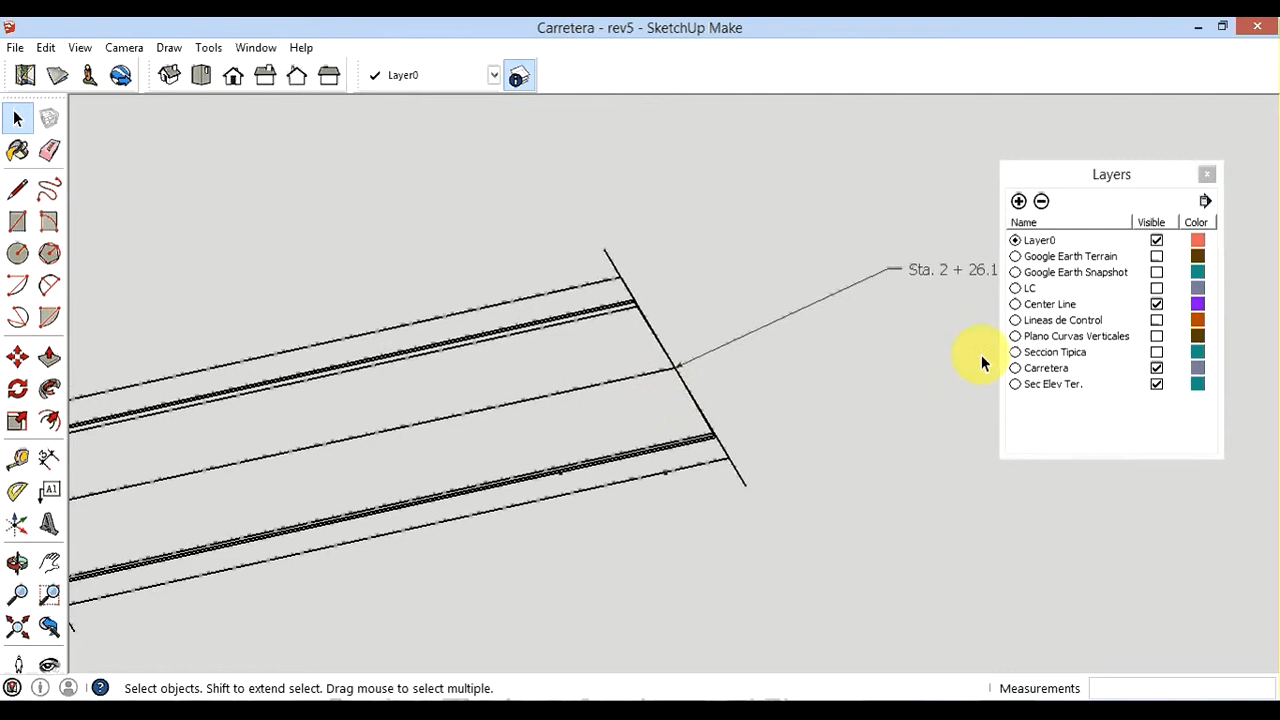 Carretera - rev5 - SketchUp Make
File Edit View Camera Draw Tools Window Help
Layer0
Layers
Name Visible Color
Layer0
Google Earth Terrain
Google Earth Snapshot
LC
Center Line
Lineas de Control
Plano Curvas Verticales
Seccion Tipica
Carretera
Sec Elev Ter.
Sta. 2 + 26.1
A1
Select objects. Shift to extend select. Drag mouse to select multiple.
Measurements